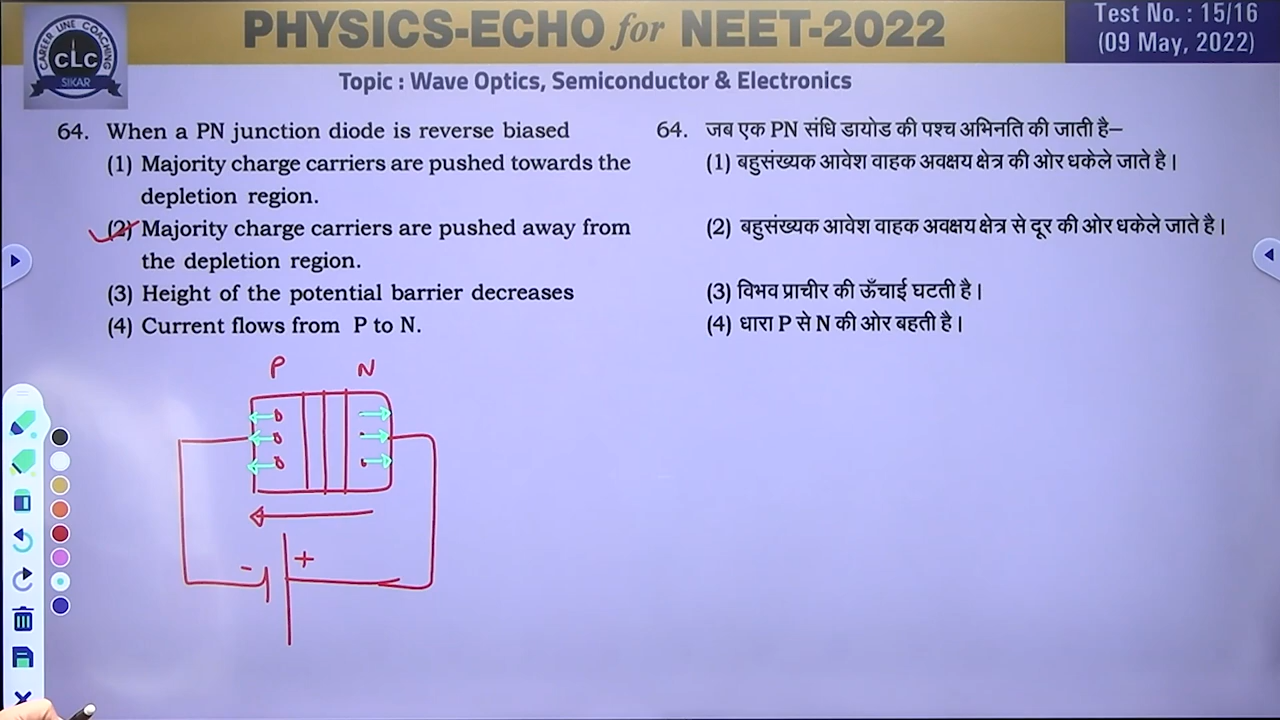 CAREER LINE COACHING
CLC
SIKAR
PHYSICS-ECHO for NEET-2022
Test No. : 15/16
(09 May, 2022)
Topic : Wave Optics, Semiconductor & Electronics
64. When a PN junction diode is reverse biased
(1) Majority charge carriers are pushed towards the
depletion region.
(2) Majority charge carriers are pushed away from
the depletion region.
(3) Height of the potential barrier decreases
(4) Current flows from P to N.
64. जब एक PN संधि डायोड की पश्च अभिनति की जाती है–
(1) बहुसंख्यक आवेश वाहक अवक्षय क्षेत्र की ओर धकेले जाते है।
(2) बहुसंख्यक आवेश वाहक अवक्षय क्षेत्र से दूर की ओर धकेले जाते है।
(3) विभव प्राचीर की ऊँचाई घटती है।
(4) धारा P से N की ओर बहती है।
P N
- +